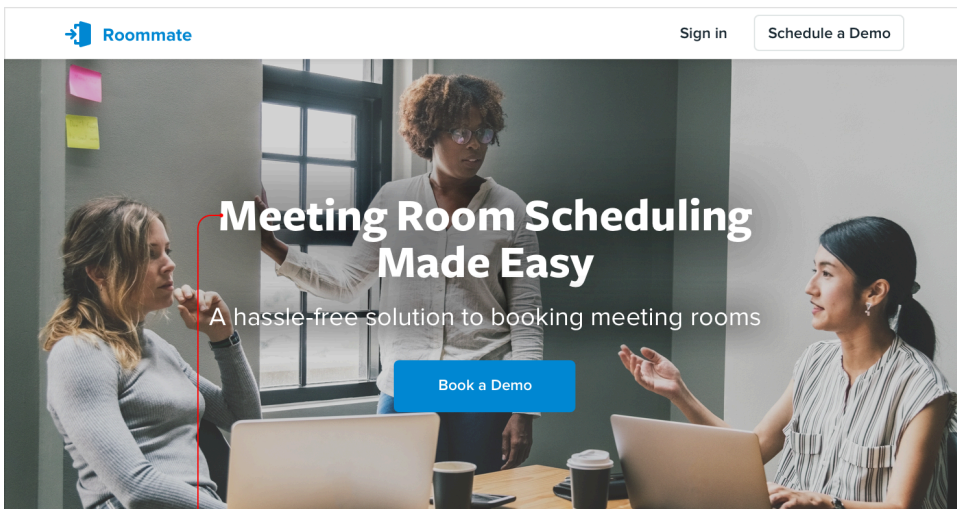 Roommate
Sign in
Schedule a Demo
Meeting Room Scheduling
Made Easy
A hassle-free solution to booking meeting rooms
Book a Demo